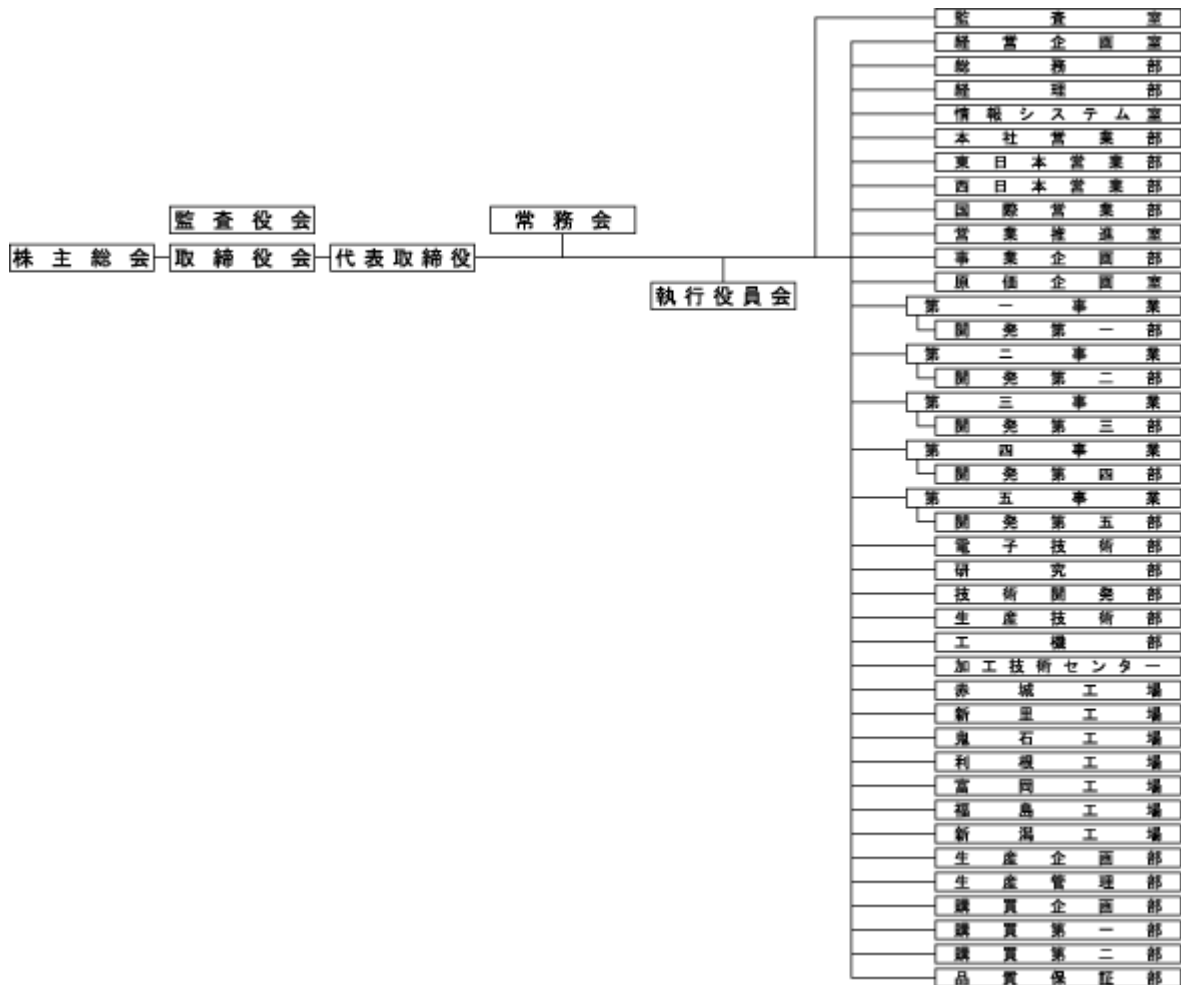 監査役会
常務会
株主総会
取締役会
代表取締役
執行役員会
監査室
経営企画室
総務部
経理部
情報システム室
本社営業部
東日本営業部
西日本営業部
国際営業部
営業推進室
事業企画部
原価企画室
第一事業
開発第一部
第二事業
開発第二部
第三事業
開発第三部
第四事業
開発第四部
第五事業
開発第五部
電子技術部
研究部
技術開発部
生産技術部
工機部
加工技術センター
赤城工場
新里工場
鬼石工場
利根工場
富岡工場
福島工場
新潟工場
生産企画部
生産管理部
購買企画部
購買第一部
購買第二部
品質保証部